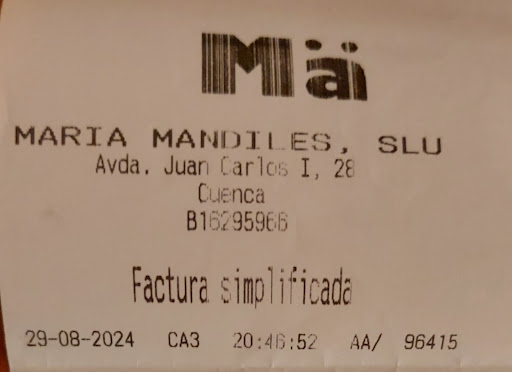 Mä
MARIA MANDILES, SLU
Avda. Juan Carlos I, 28
Cuenca
B16295966
Factura simplificada
29-08-2024 CA3 20:46:52 AA/ 96415